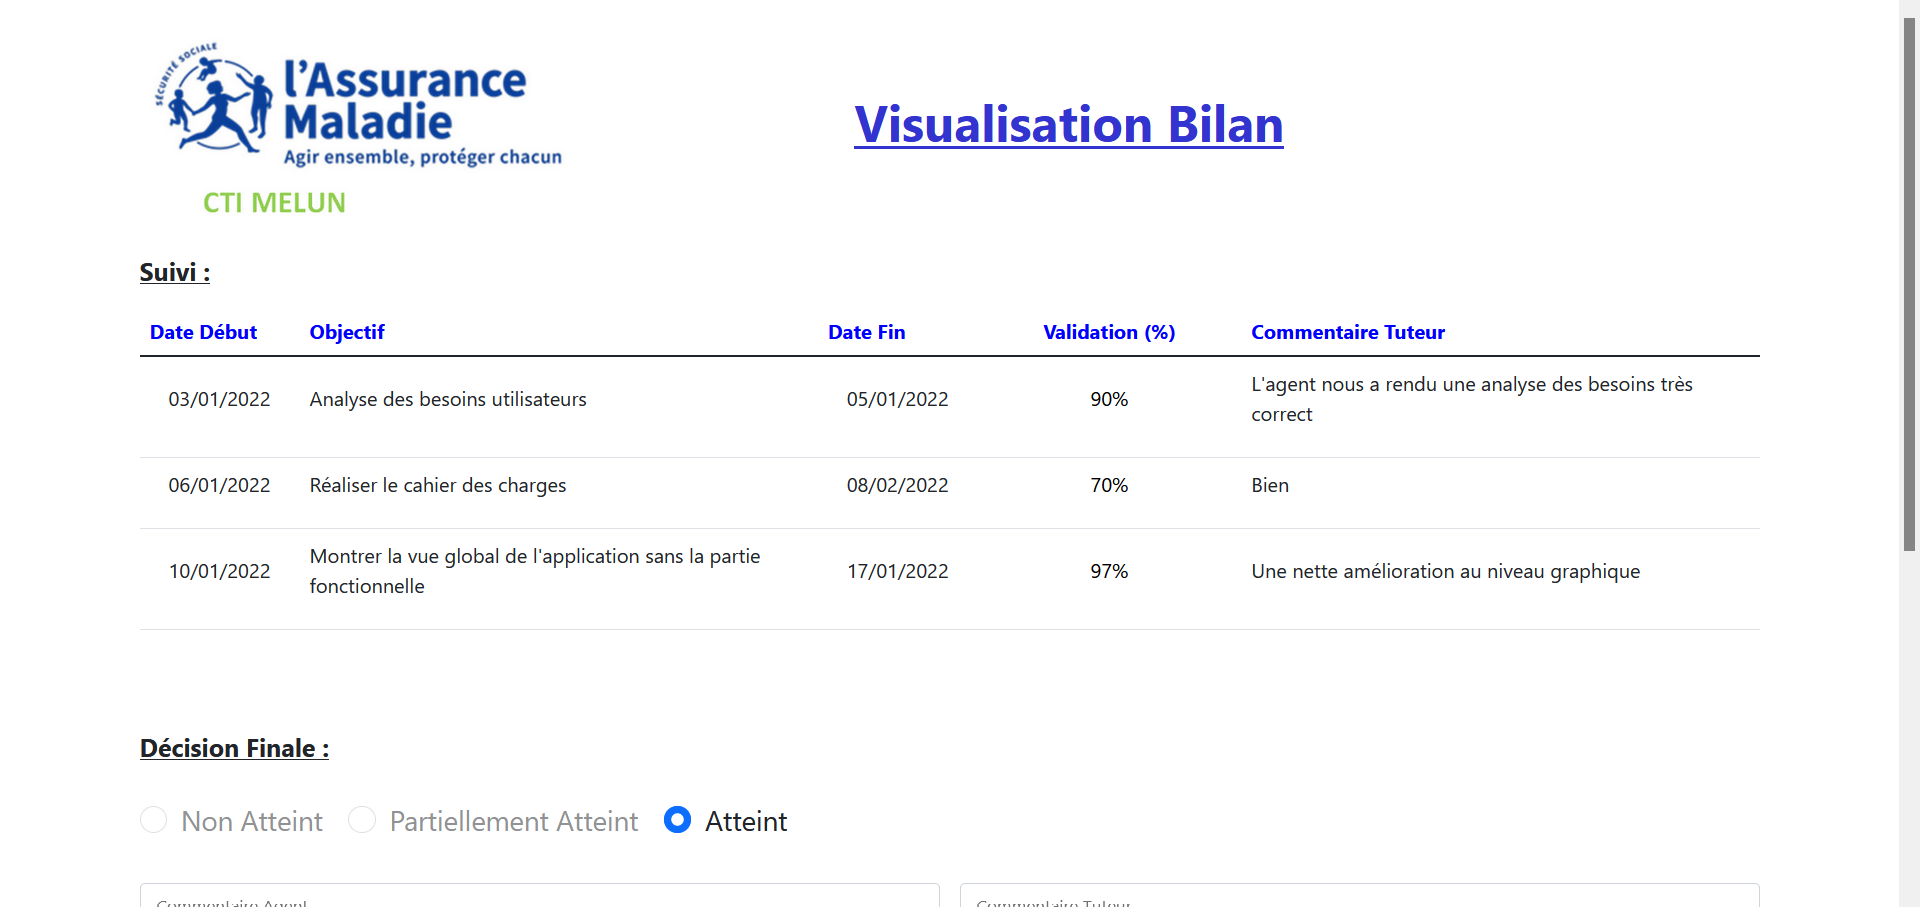 SÉCURITÉ SOCIALE
l'Assurance
Maladie
Agir ensemble, protéger chacun
CTI MELUN
Visualisation Bilan
Suivi :
Date Début Objectif Date Fin Validation (%) Commentaire Tuteur
03/01/2022 Analyse des besoins utilisateurs 05/01/2022 90% L'agent nous a rendu une analyse des besoins très
correct
06/01/2022 Réaliser le cahier des charges 08/02/2022 70% Bien
10/01/2022 Montrer la vue global de l'application sans la partie
fonctionnelle 17/01/2022 97% Une nette amélioration au niveau graphique
Décision Finale :
Non Atteint Partiellement Atteint Atteint
Commentaire Agent Commentaire Tuteur